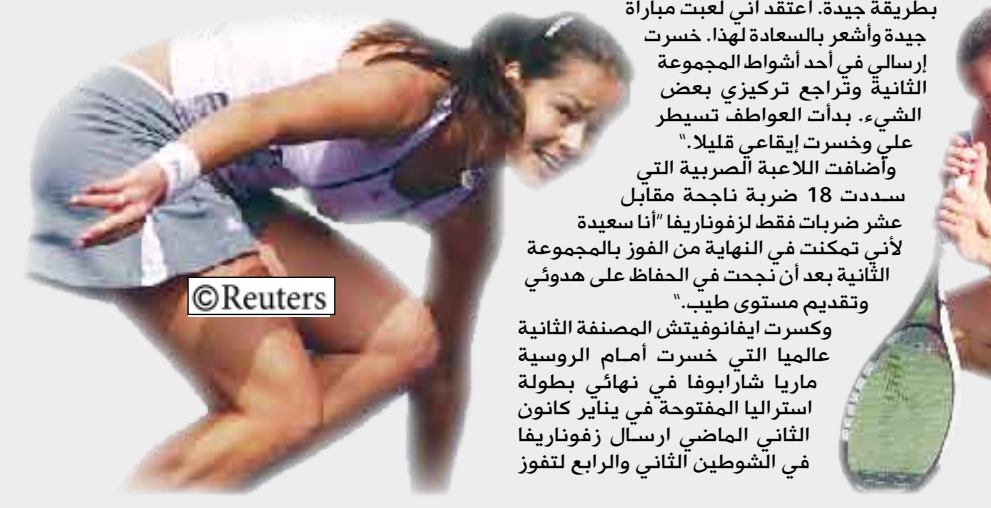 بطريقة جيدة. اعتقد أني لعبت مباراة
جيدة وأشعر بالسعادة لهذا. خسرت
إرسالي في أحد أشواط المجموعة
الثانية وتراجع تركيزي بعض
الشيء. بدأت العواطف تسيطر
علي وخسرت إيقاعي قليلا."
وأضافت اللاعبة الصربية التي
سددت 18 ضربة ناجحة مقابل
عشر ضربات فقط لزفوناريفا "أنا سعيدة
لأني تمكنت في النهاية من الفوز بالمجموعة
الثانية بعد أن نجحت في الحفاظ على هدوئي
وتقديم مستوى طيب."
وكسرت ايفانوفيتش المصنفة الثانية
عالميا التي خسرت أمام الروسية
ماريا شارابوفا في نهائي بطولة
استراليا المفتوحة في يناير كانون
الثاني الماضي ارسال زفوناريفا
في الشوطين الثاني والرابع لتفوز
©Reuters